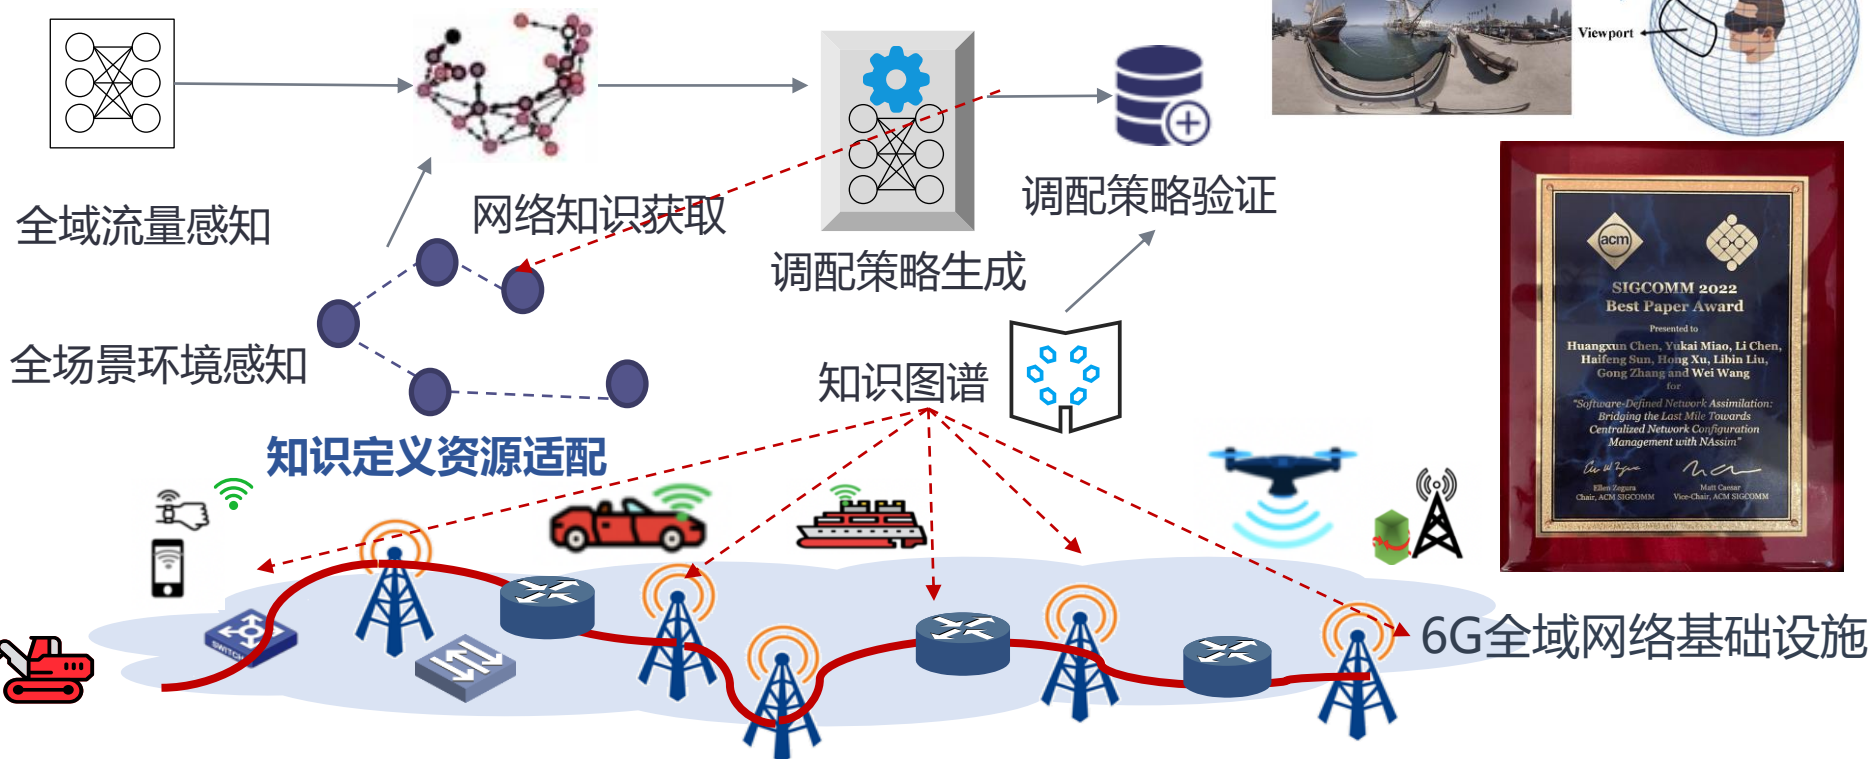 Viewport
全域流量感知
网络知识获取
调配策略生成
调配策略验证
全场景环境感知
知识图谱
知识定义资源适配
SWITCH
6G全域网络基础设施
acm
SIGCOMM 2022
Best Paper Award
Presented to
Huangxun Chen, Yukai Miao, Li Chen,
Haifeng Sun, Hong Xu, Libin Liu,
Gong Zhang and Wei Wang
for
"Software-Defined Network Assimilation:
Bridging the Last Mile Towards
Centralized Network Configuration
Management with NAssim"
Ellen Zegura
Chair, ACM SIGCOMM
Matt Caesar
Vice-Chair, ACM SIGCOMM